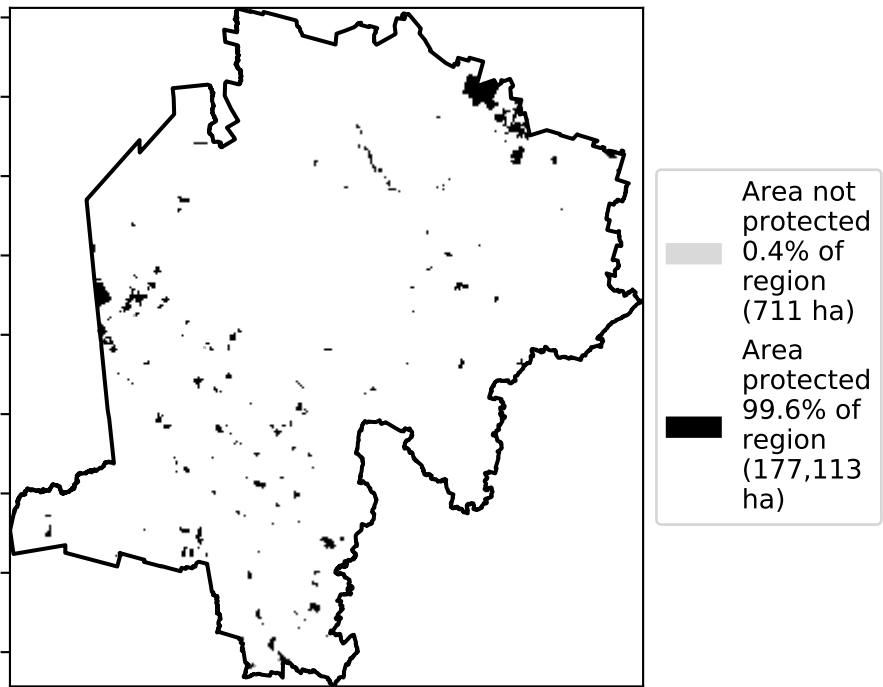 Area not
protected
0.4% of
region
(711 ha)
Area
protected
99.6% of
region
(177,113
ha)